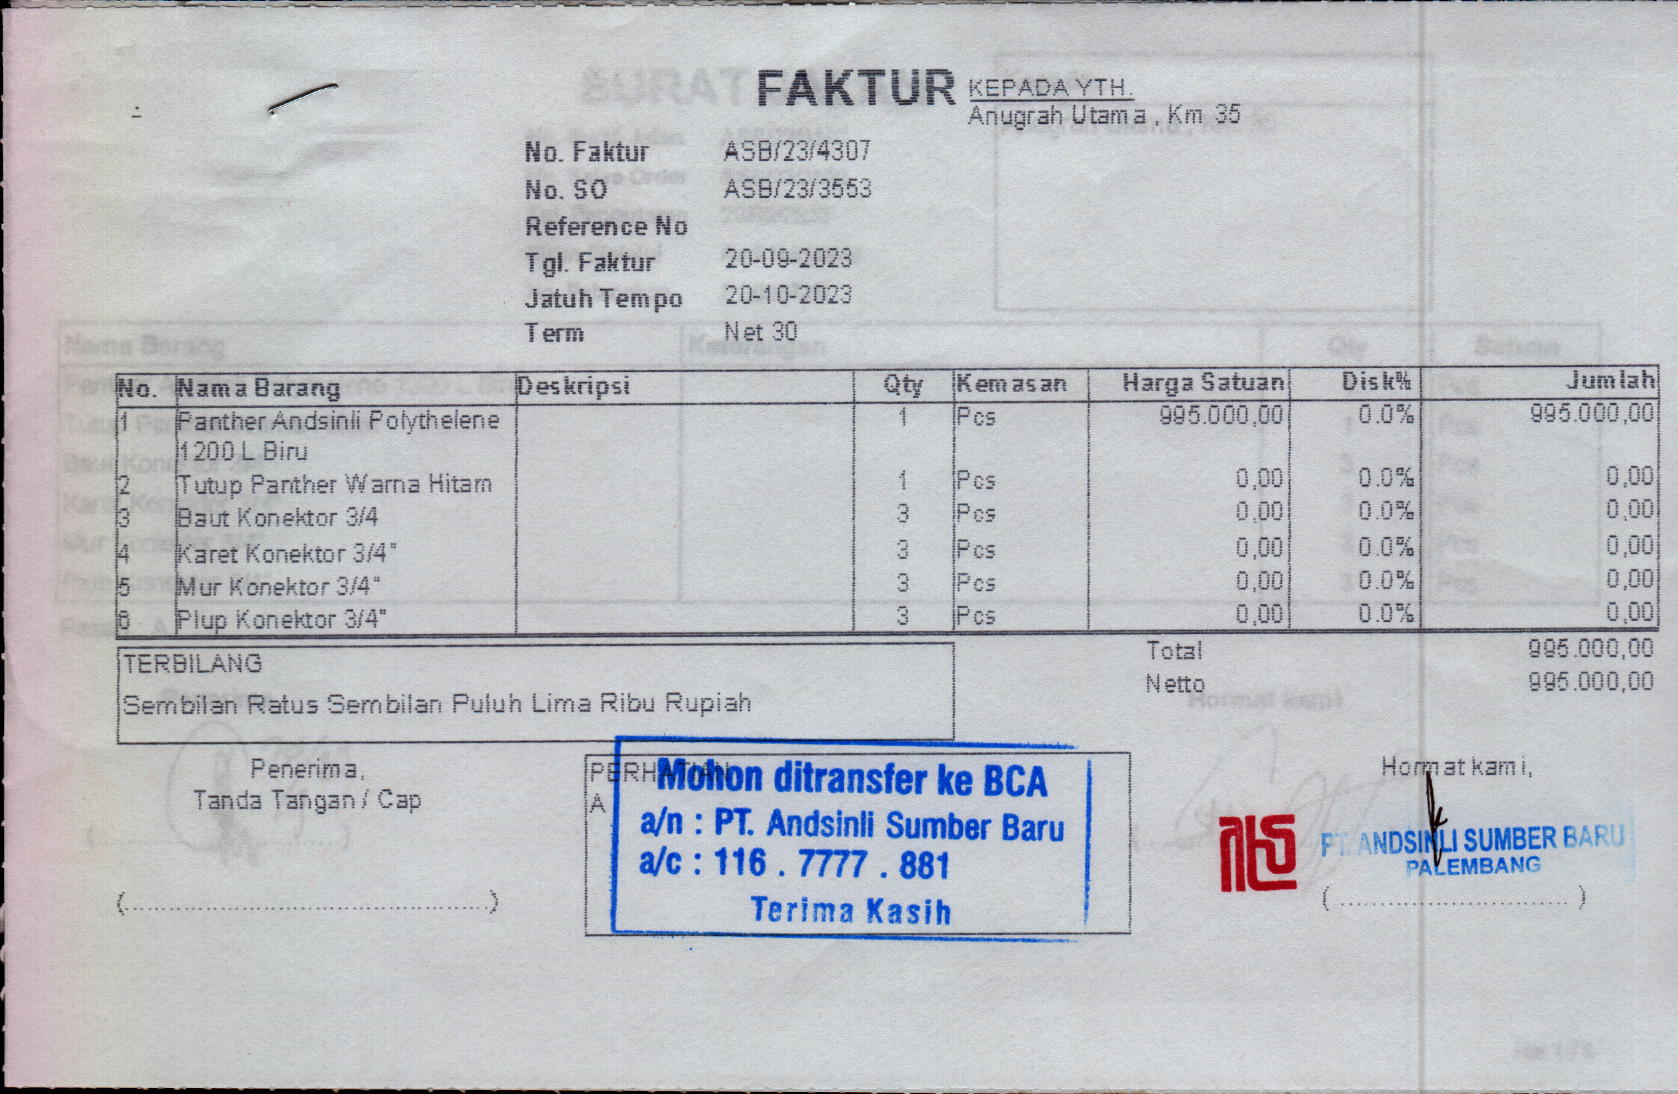 FAKTUR
KEPADA YTH.
Anugrah Utama , Km 35
No. Faktur ASB/23/4307
No. SO ASB/23/3553
Reference No
Tgl. Faktur 20-09-2023
Jatuh Tempo 20-10-2023
Term Net 30
No. Nama Barang Deskripsi Qty Kemasan Harga Satuan Disk% Jumlah
1 Panther Andsinli Polythelene 1 Pcs 995.000,00 0.0% 995.000,00
1200 L Biru
2 Tutup Panther Warna Hitam 1 Pcs 0,00 0.0% 0,00
3 Baut Konektor 3/4 3 Pcs 0,00 0.0% 0,00
4 Karet Konektor 3/4" 3 Pcs 0,00 0.0% 0,00
5 Mur Konektor 3/4" 3 Pcs 0,00 0.0% 0,00
6 Plup Konektor 3/4" 3 Pcs 0,00 0.0% 0,00
Total 995.000,00
Netto 995.000,00
TERBILANG
Sembilan Ratus Sembilan Puluh Lima Ribu Rupiah
Penerima,
Tanda Tangan / Cap
(..........................................)
PERHATIAN
A
Mohon ditransfer ke BCA
a/n : PT. Andsinli Sumber Baru
a/c : 116 . 7777 . 881
Terima Kasih
Hormat kami,
PT. ANDSINLI SUMBER BARU
PALEMBANG
(............................)